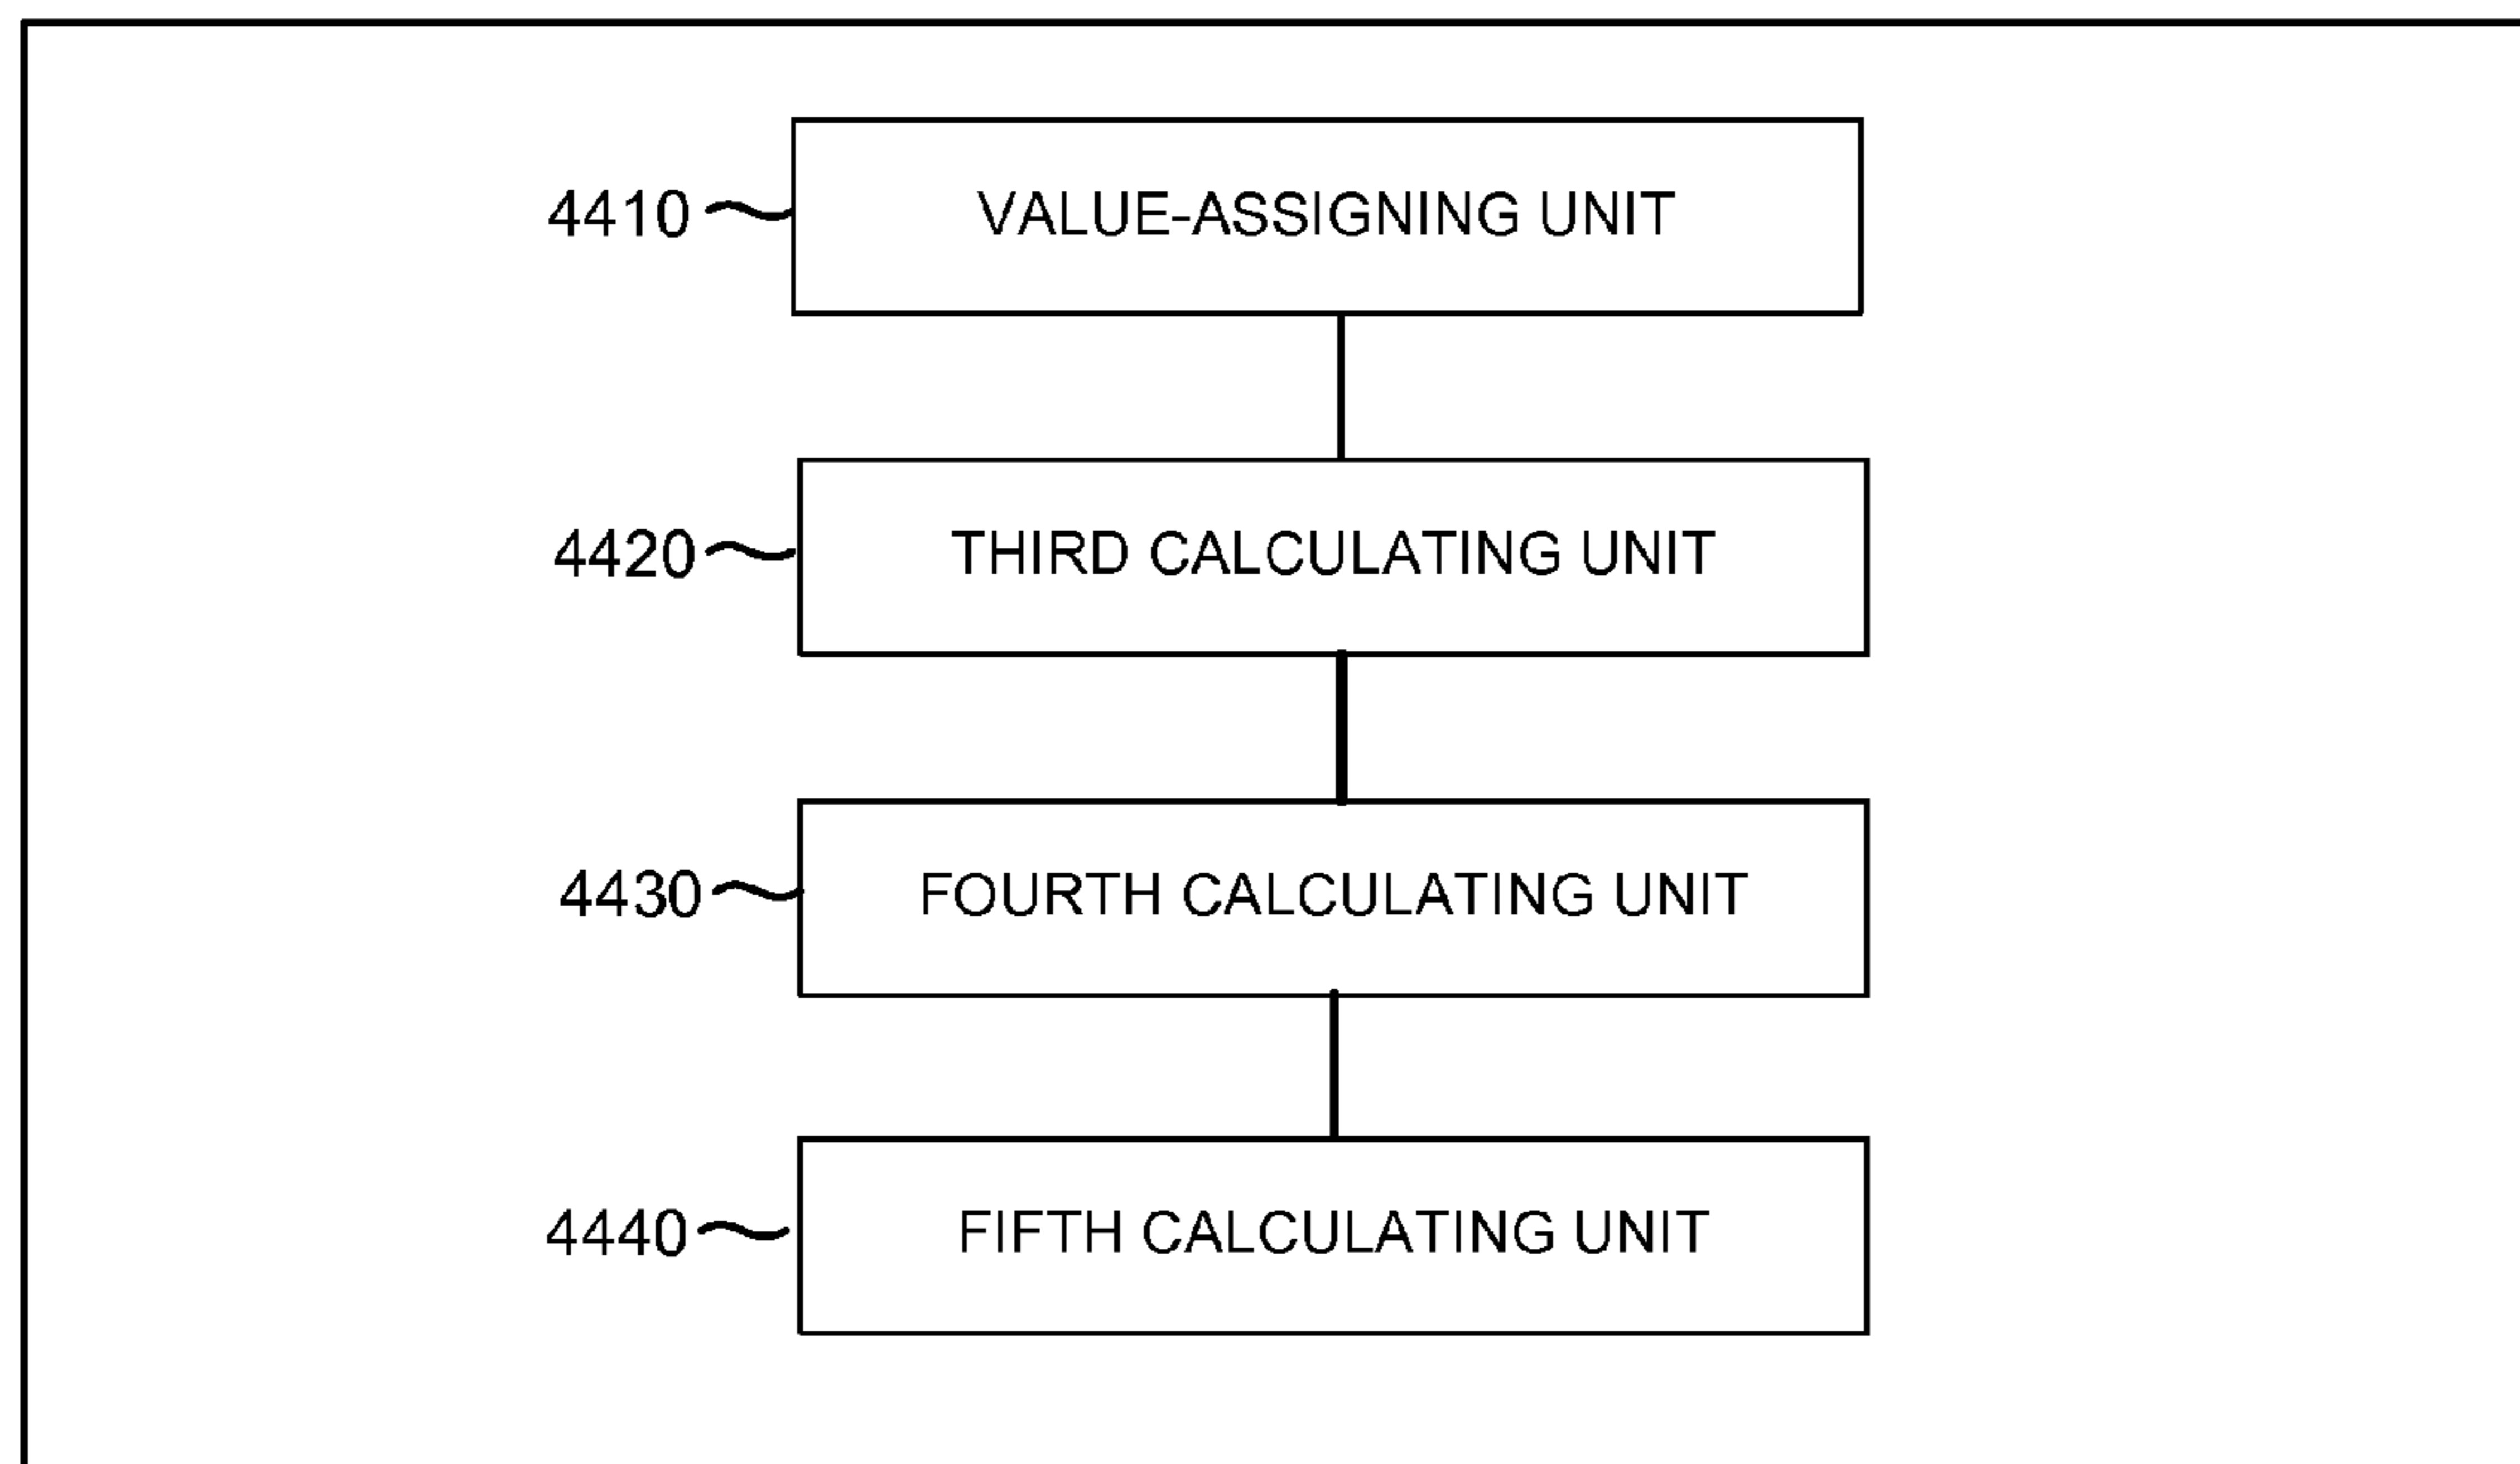 4410 VALUE-ASSIGNING UNIT
4420 THIRD CALCULATING UNIT
4430 FOURTH CALCULATING UNIT
4440 FIFTH CALCULATING UNIT